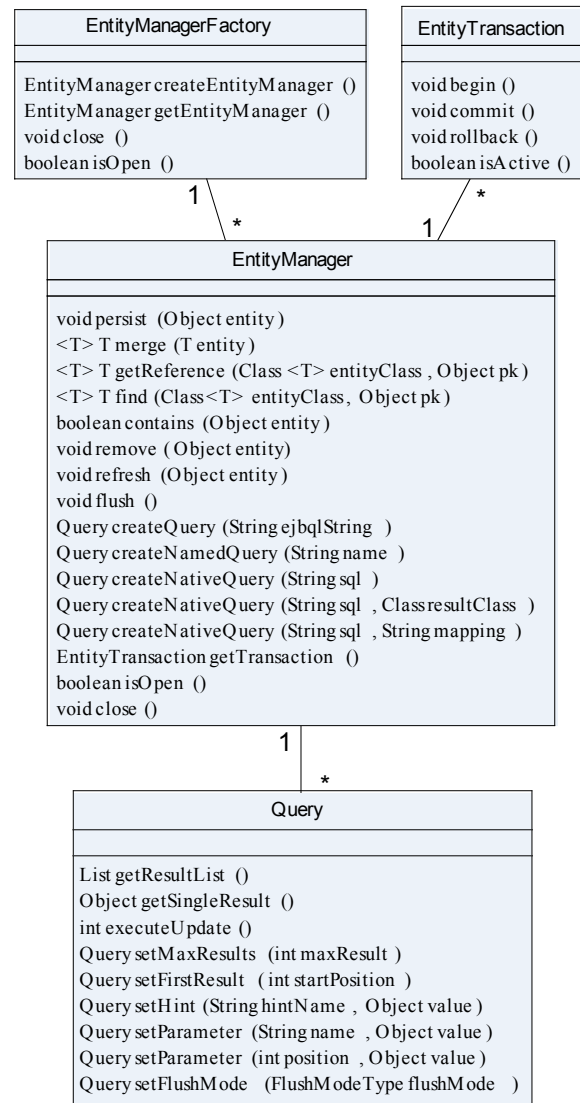 EntityManagerFactory
EntityManager createEntityManager ()
EntityManager getEntityManager ()
void close ()
boolean isOpen ()
EntityTransaction
void begin ()
void commit ()
void rollback ()
boolean isActive ()
1
*
*
1
EntityManager
void persist (Object entity)
<T> T merge (T entity)
<T> T getReference (Class <T> entityClass , Object pk)
<T> T find (Class<T> entityClass, Object pk)
boolean contains (Object entity)
void remove ( Object entity)
void refresh (Object entity)
void flush ()
Query createQuery (String ejbqlString )
Query createNamedQuery (String name )
Query createNativeQuery (String sql )
Query createNativeQuery (String sql , Class resultClass )
Query createNativeQuery (String sql , String mapping )
EntityTransaction getTransaction ()
boolean isOpen ()
void close ()
1
*
Query
List getResultList ()
Object getSingleResult ()
int executeUpdate ()
Query setMaxResults (int maxResult )
Query setFirstResult ( int startPosition )
Query setHint (String hintName , Object value )
Query setParameter (String name , Object value )
Query setParameter (int position , Object value )
Query setFlushMode (FlushModeType flushMode )